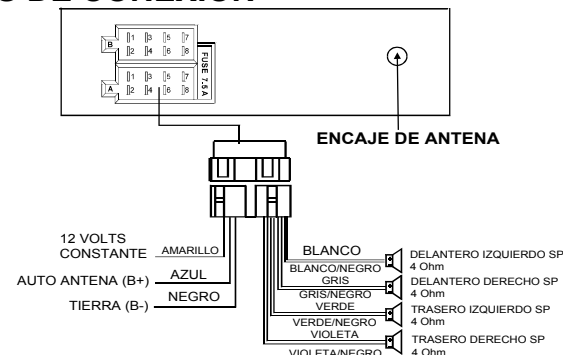 DE CONEXION
B
1 3 5 7
2 4 6 8
A
1 3 5 7
2 4 6 8
FUSE 7.5 A
ENCAJE DE ANTENA
12 VOLTS
CONSTANTE
AMARILLO
AUTO ANTENA (B+)
AZUL
TIERRA (B-)
NEGRO
BLANCO
BLANCO/NEGRO
DELANTERO IZQUIERDO SP
4 Ohm
GRIS
GRIS/NEGRO
DELANTERO DERECHO SP
4 Ohm
VERDE
VERDE/NEGRO
TRASERO IZQUIERDO SP
4 Ohm
VIOLETA
VIOLETA/NEGRO
TRASERO DERECHO SP
4 Ohm